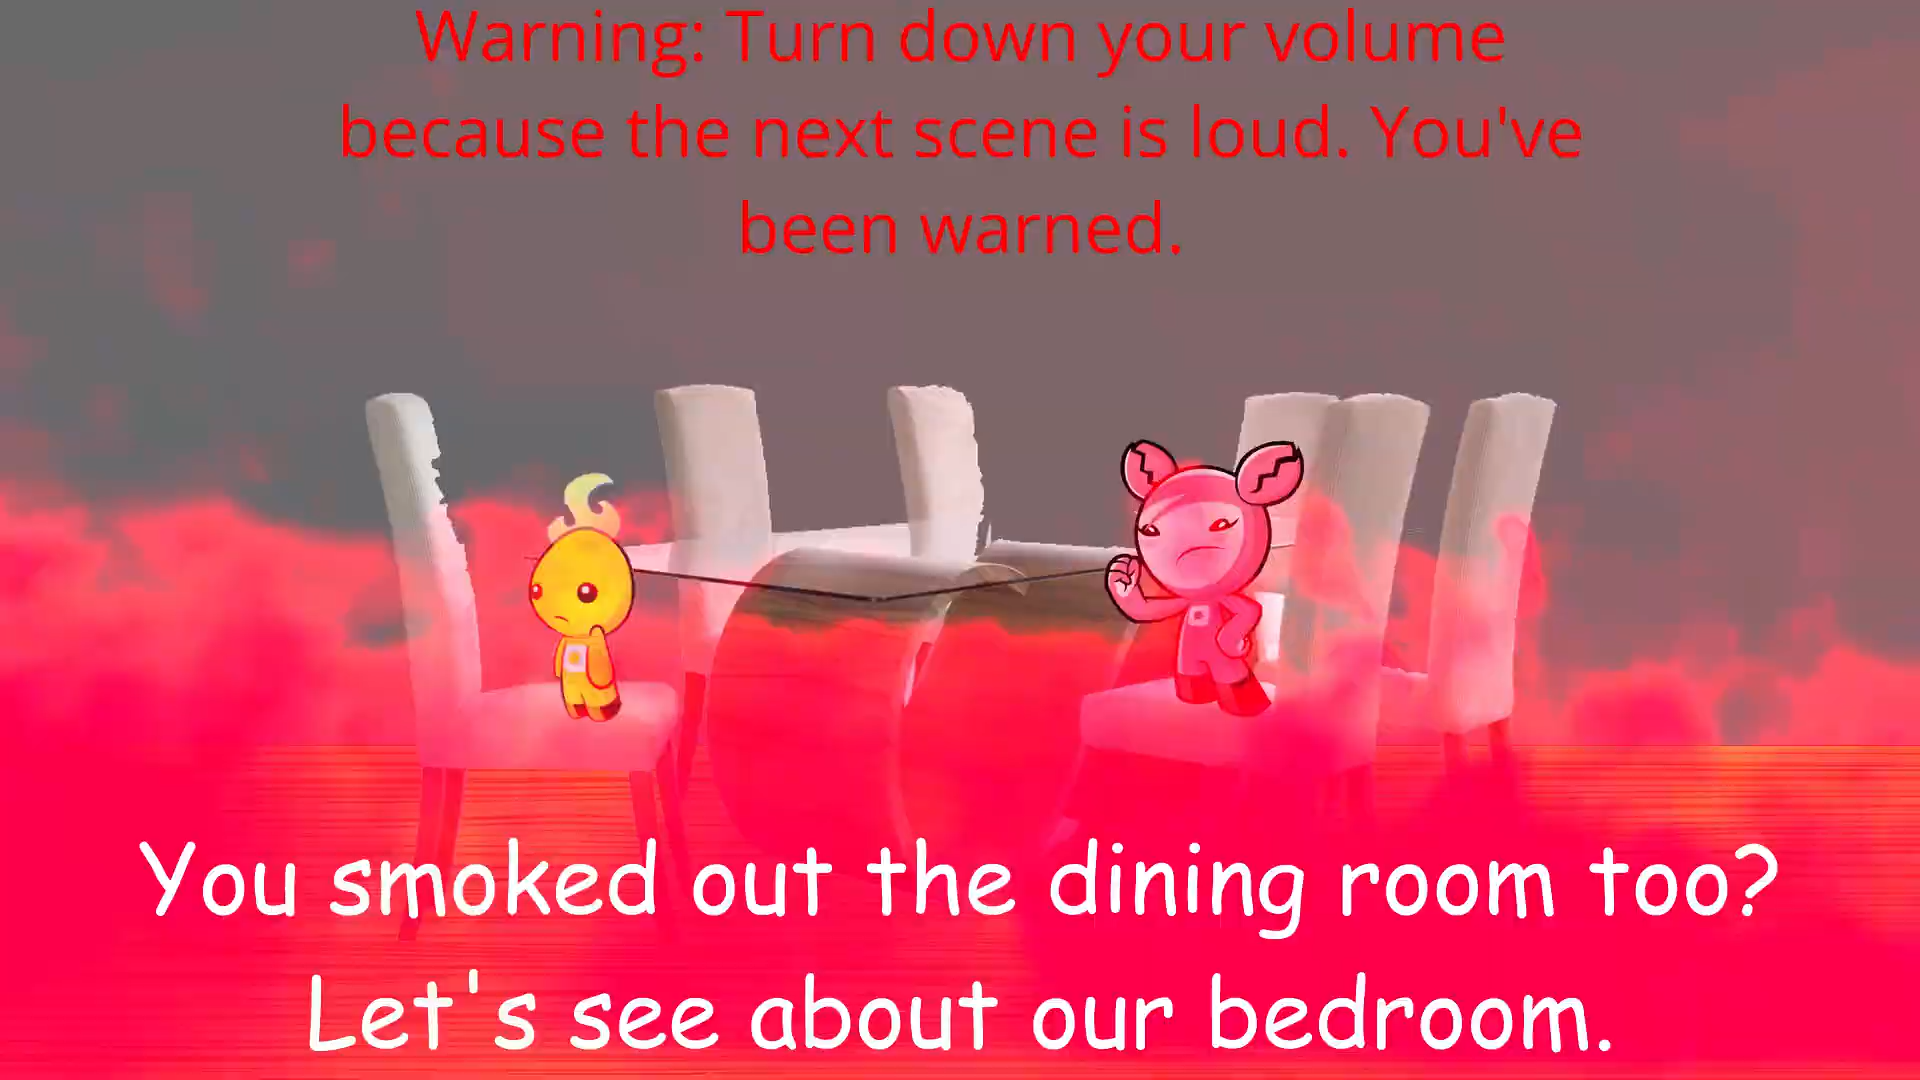 Warning: Turn down your volume
because the next scene is loud. You've
been warned.
You smoked out the dining room too?
Let's see about our bedroom.